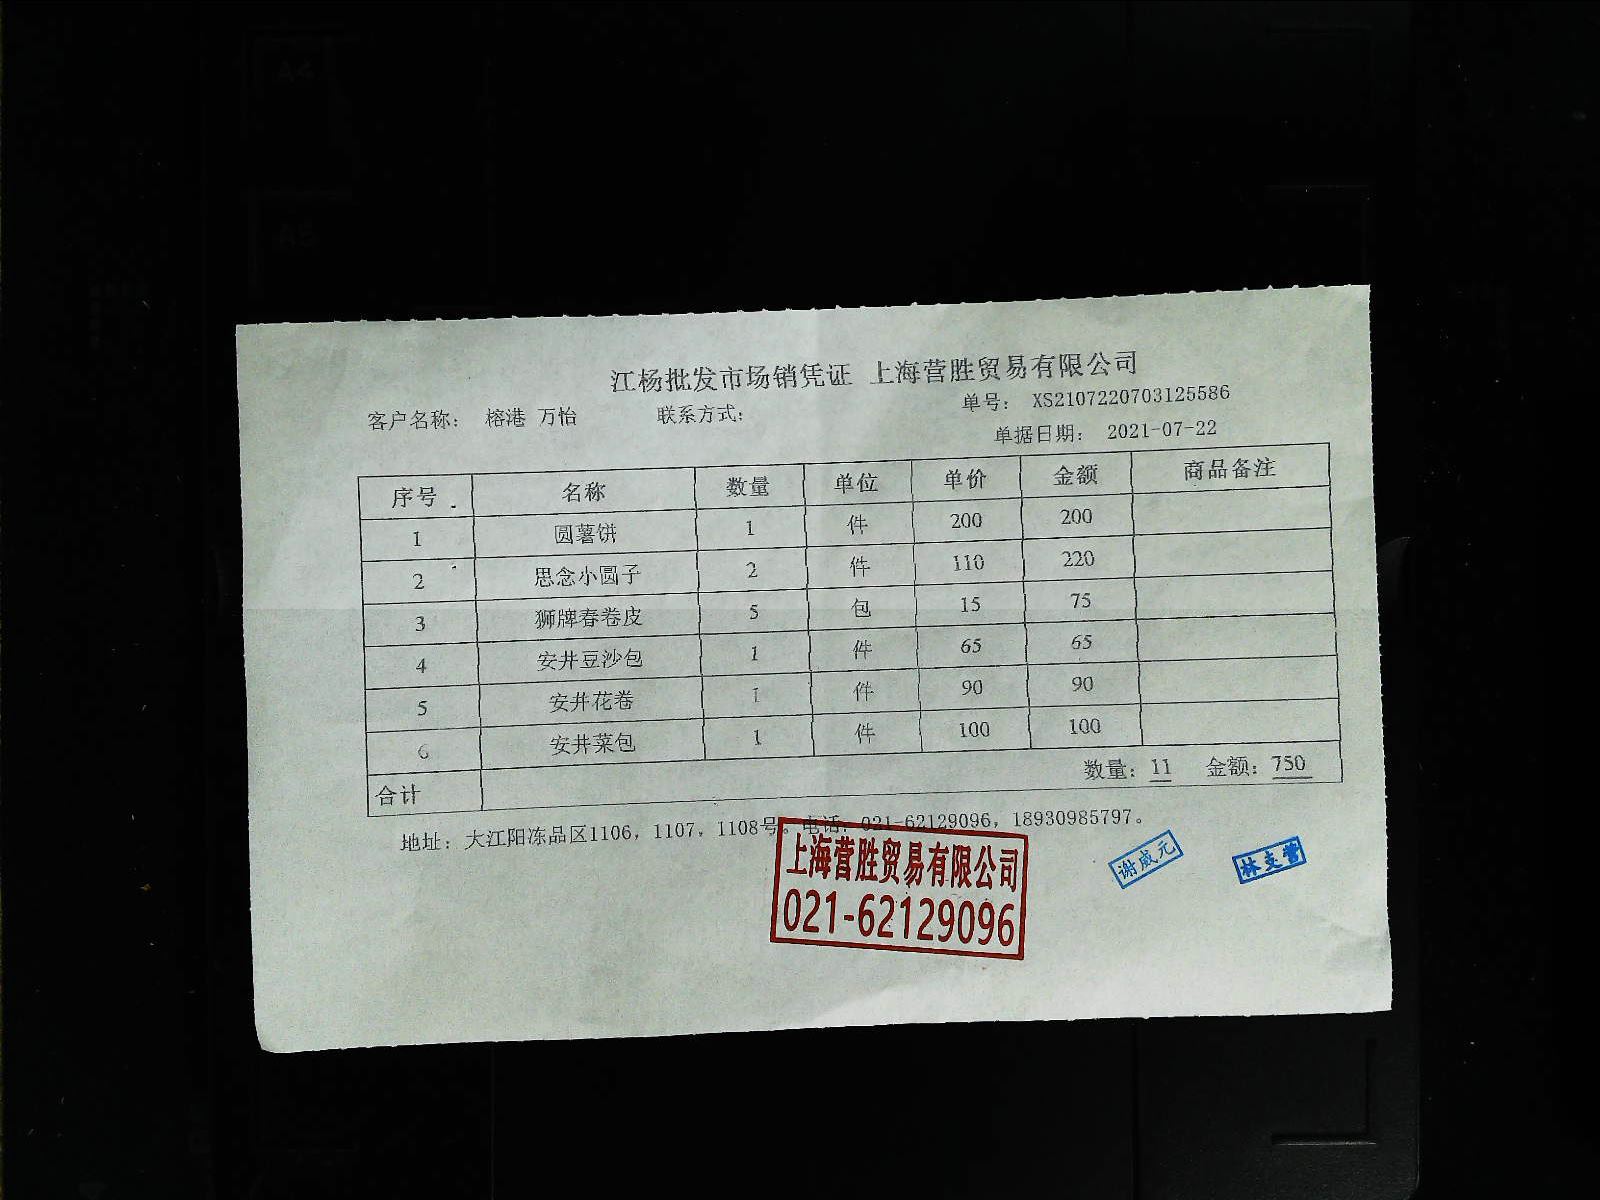 江杨批发市场销凭证 上海营胜贸易有限公司
客户名称： 榕港 万怡 联系方式： 单号： XS2107220703125586
单据日期： 2021-07-22
序号 名称 数量 单位 单价 金额 商品备注
1 圆薯饼 1 件 200 200
2 思念小圆子 2 件 110 220
3 狮牌春卷皮 5 包 15 75
4 安井豆沙包 1 件 65 65
5 安井花卷 1 件 90 90
6 安井菜包 1 件 100 100
合计 数量：11 金额：750
地址：大江阳冻品区1106，1107，1108号。电话：021-62129096，18930985797。
上海营胜贸易有限公司
021-62129096
谢威元
林支营
A4
A5